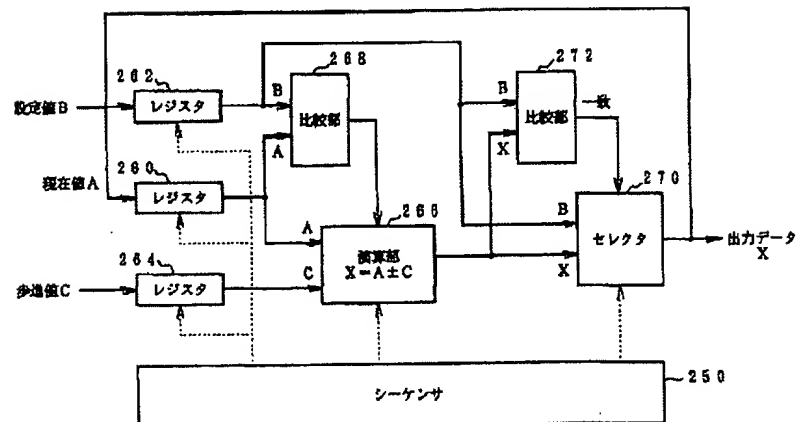 262
268
272
設定値B
レジスタ
B
比較部
A
B
比較部
X
一致
260
現在値A
レジスタ
270
266
A
演算部
X=A±C
C
B
セレクタ
X
出力データ
X
264
歩進値C
レジスタ
シーケンサ
250